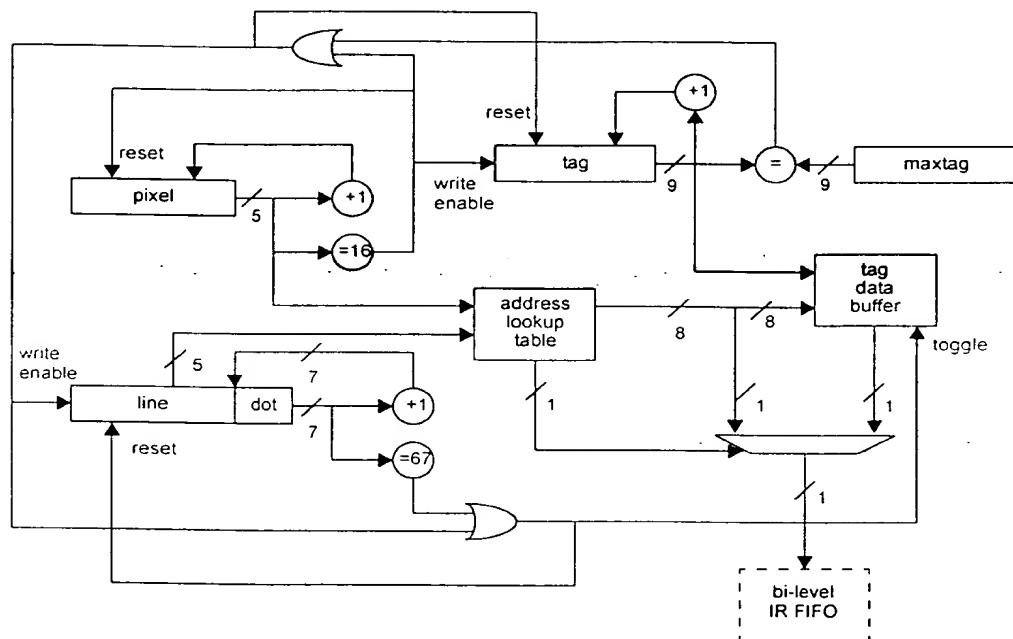 +1
reset
tag
=
maxtag
9
9
write
enable
reset
pixel
5
+1
=16
address
lookup
table
8
8
tag
data
buffer
toggle
write
enable
5
7
line
dot
7
+1
reset
=67
1
1
1
1
bi-level
IR FIFO